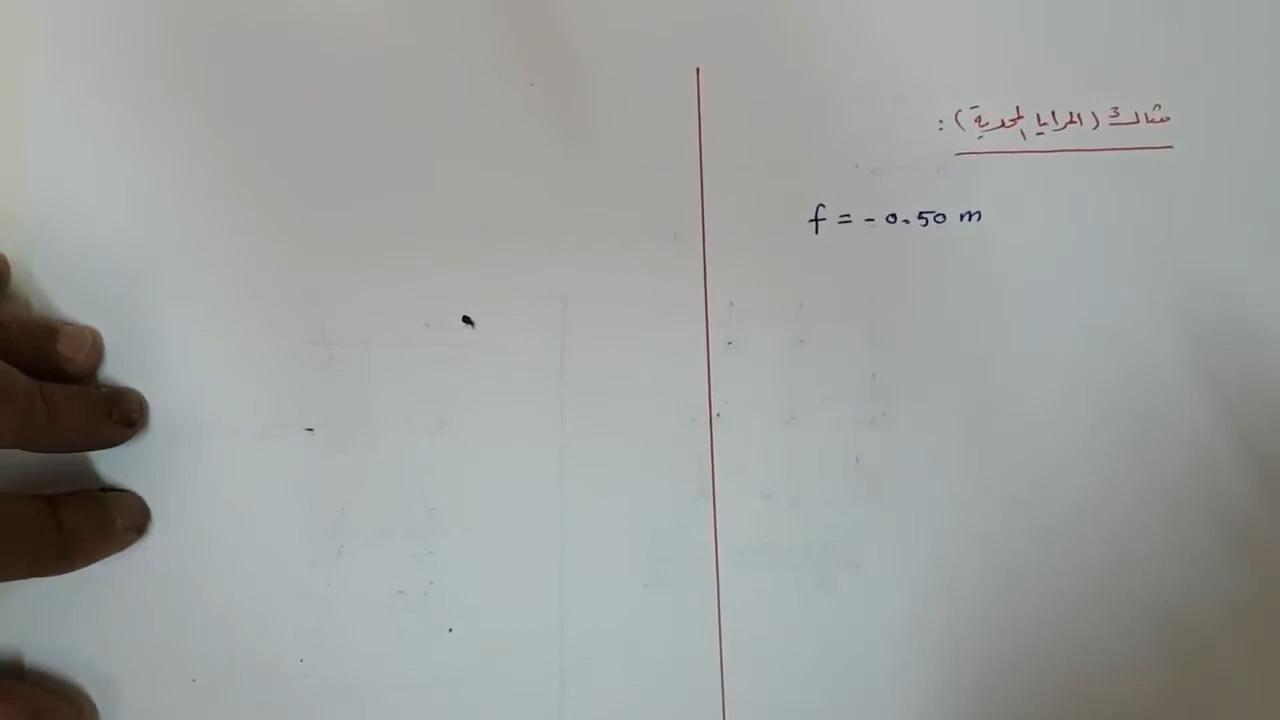 مثال 3 (المرايا المحدبة):
f = - 0.50 m